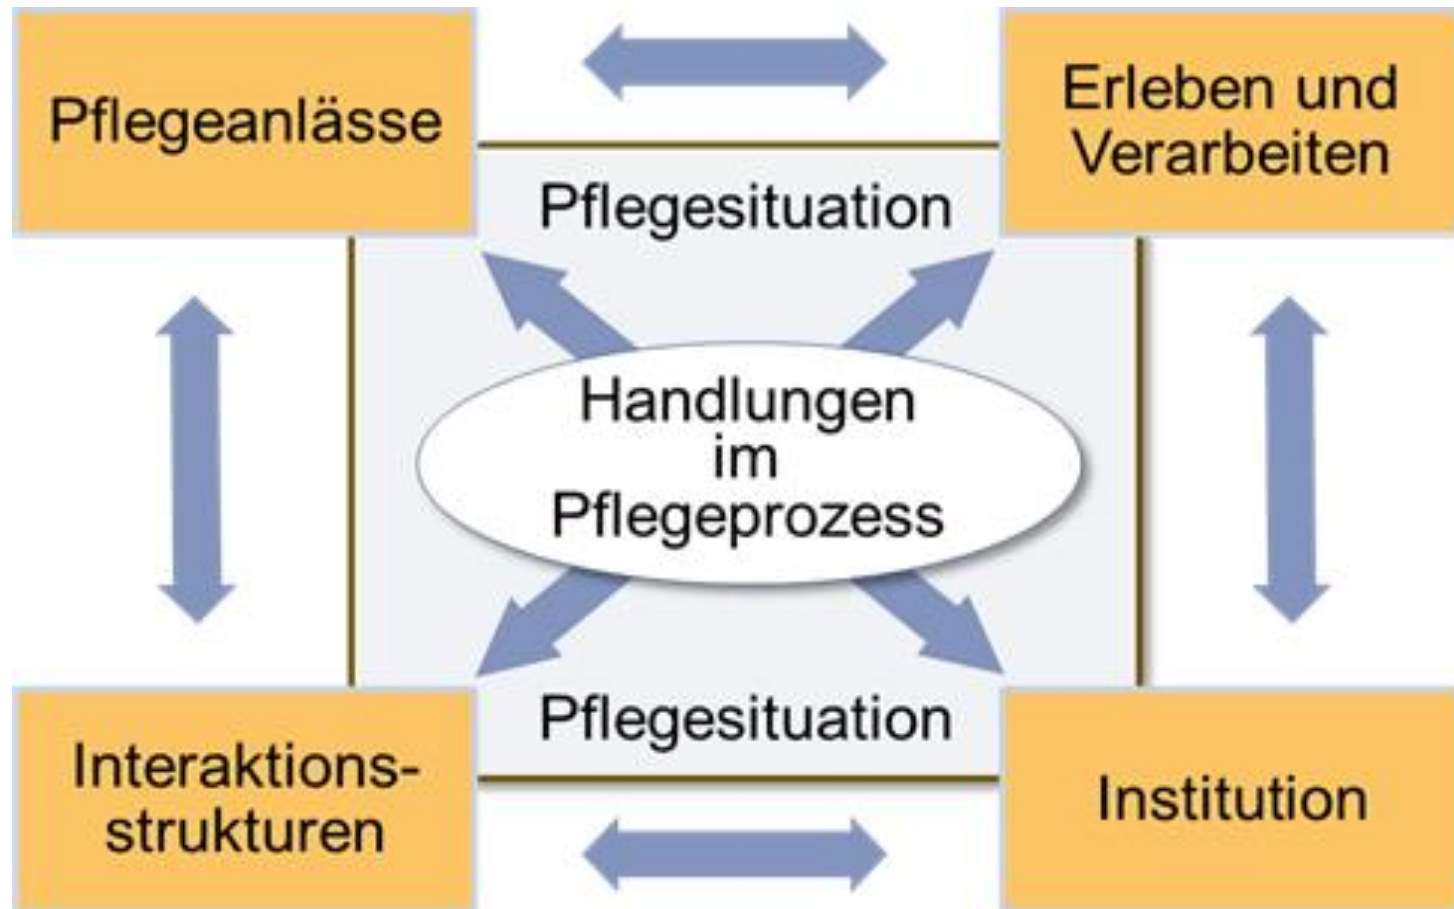 Pflegeanlässe
Erleben und
Verarbeiten
Pflegesituation
Handlungen
im
Pflegeprozess
Pflegesituation
Interaktions-
strukturen
Institution